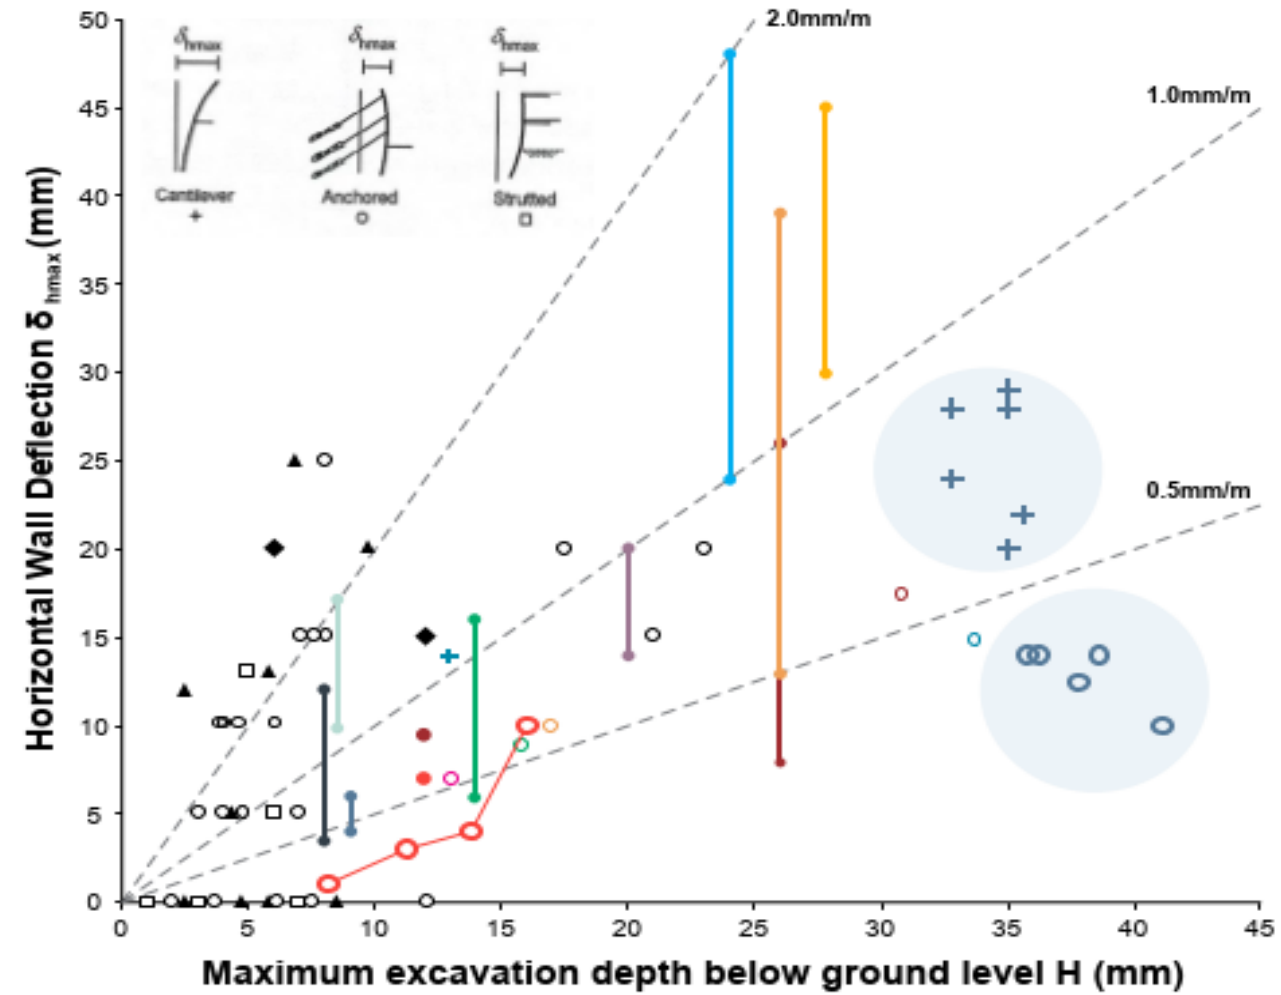 50
2.0mm/m
δhmax
δhmax
δhmax
45
1.0mm/m
Cantilever
Anchored
Strutted
40
35
30
25
0.5mm/m
20
15
10
5
0
Horizontal Wall Deflection δhmax(mm)
0
5
10
15
20
25
30
35
40
45
Maximum excavation depth below ground level H (mm)